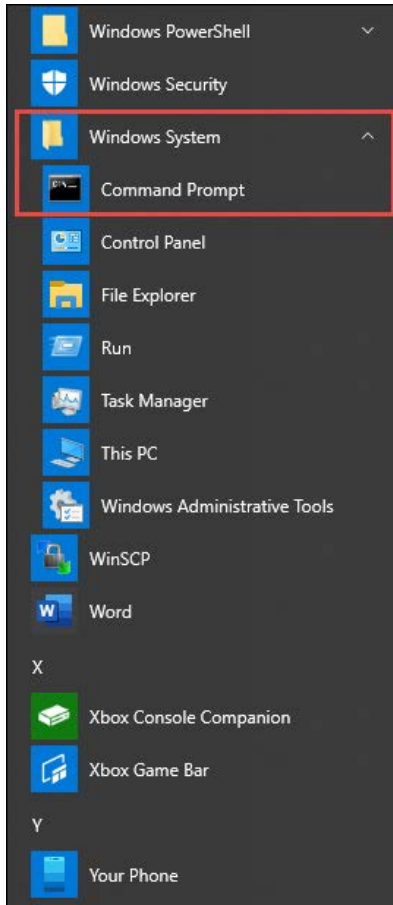 Windows PowerShell
Windows Security
Windows System
C:\
Command Prompt
Control Panel
File Explorer
Run
Task Manager
This PC
Windows Administrative Tools
WinSCP
W
Word
X
Xbox Console Companion
Xbox Game Bar
Y
Your Phone